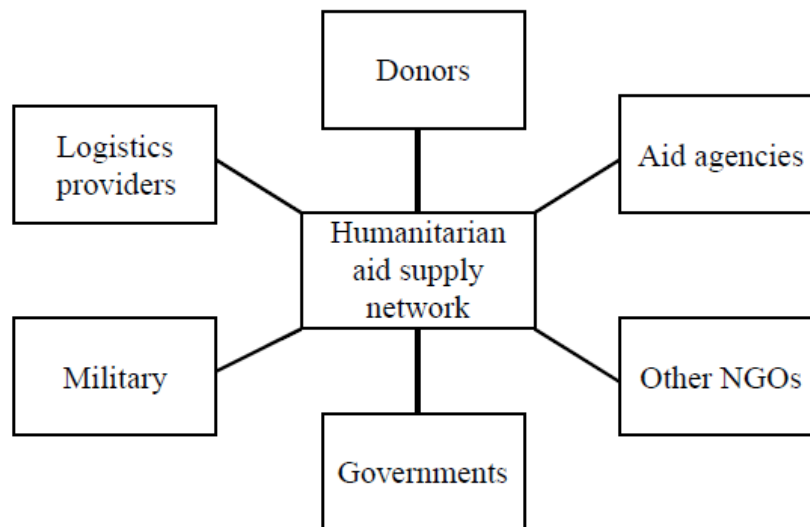 Donors
Logistics
providers
Aid agencies
Humanitarian
aid supply
network
Military
Other NGOs
Governments